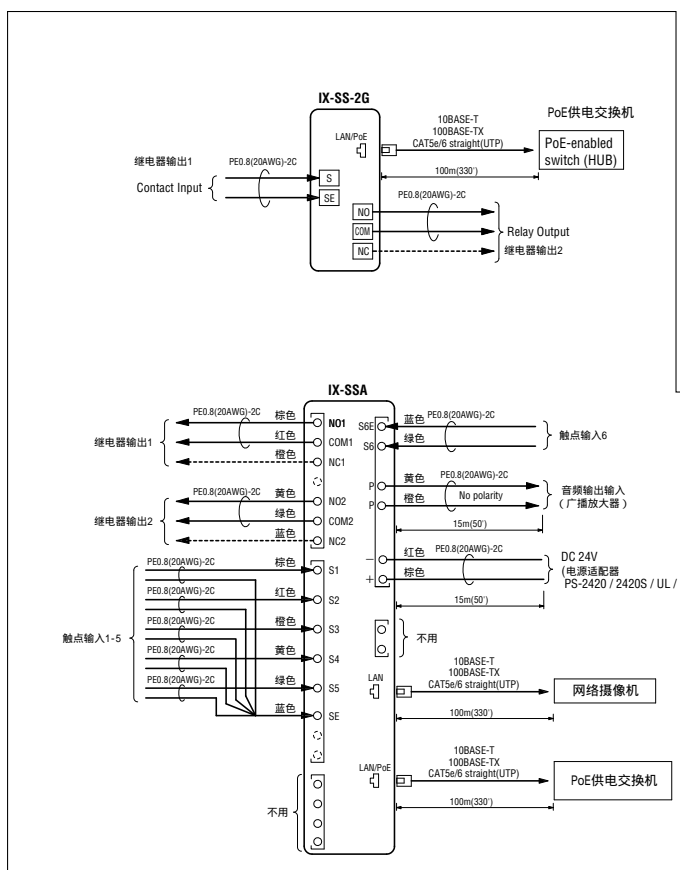 IX-SS-2G
LAN/PoE
10BASE-T
100BASE-TX
CAT5e/6 straight(UTP)
PoE供电交换机
PoE-enabled
switch (HUB)
100m(330')
继电器输出1
Contact Input
PE0.8(20AWG)-2C
S
SE
PE0.8(20AWG)-2C
NO
COM
NC
Relay Output
继电器输出2
IX-SSA
继电器输出1
PE0.8(20AWG)-2C
棕色
NO1
红色
COM1
橙色
NC1
继电器输出2
PE0.8(20AWG)-2C
黄色
NO2
绿色
COM2
蓝色
NC2
触点输入1-5
PE0.8(20AWG)-2C
棕色
S1
PE0.8(20AWG)-2C
红色
S2
PE0.8(20AWG)-2C
橙色
S3
PE0.8(20AWG)-2C
黄色
S4
PE0.8(20AWG)-2C
绿色
S5
蓝色
SE
不用
S6E
蓝色
PE0.8(20AWG)-2C
S6
绿色
触点输入6
P
黄色
PE0.8(20AWG)-2C
P
橙色
No polarity
音频输出输入
（广播放大器）
15m(50')
−
红色
PE0.8(20AWG)-2C
+
棕色
DC 24V
(电源适配器
PS-2420 / 2420S / UL /
15m(50')
不用
LAN
10BASE-T
100BASE-TX
CAT5e/6 straight(UTP)
网络摄像机
100m(330')
LAN/PoE
10BASE-T
100BASE-TX
CAT5e/6 straight(UTP)
PoE供电交换机
100m(330')